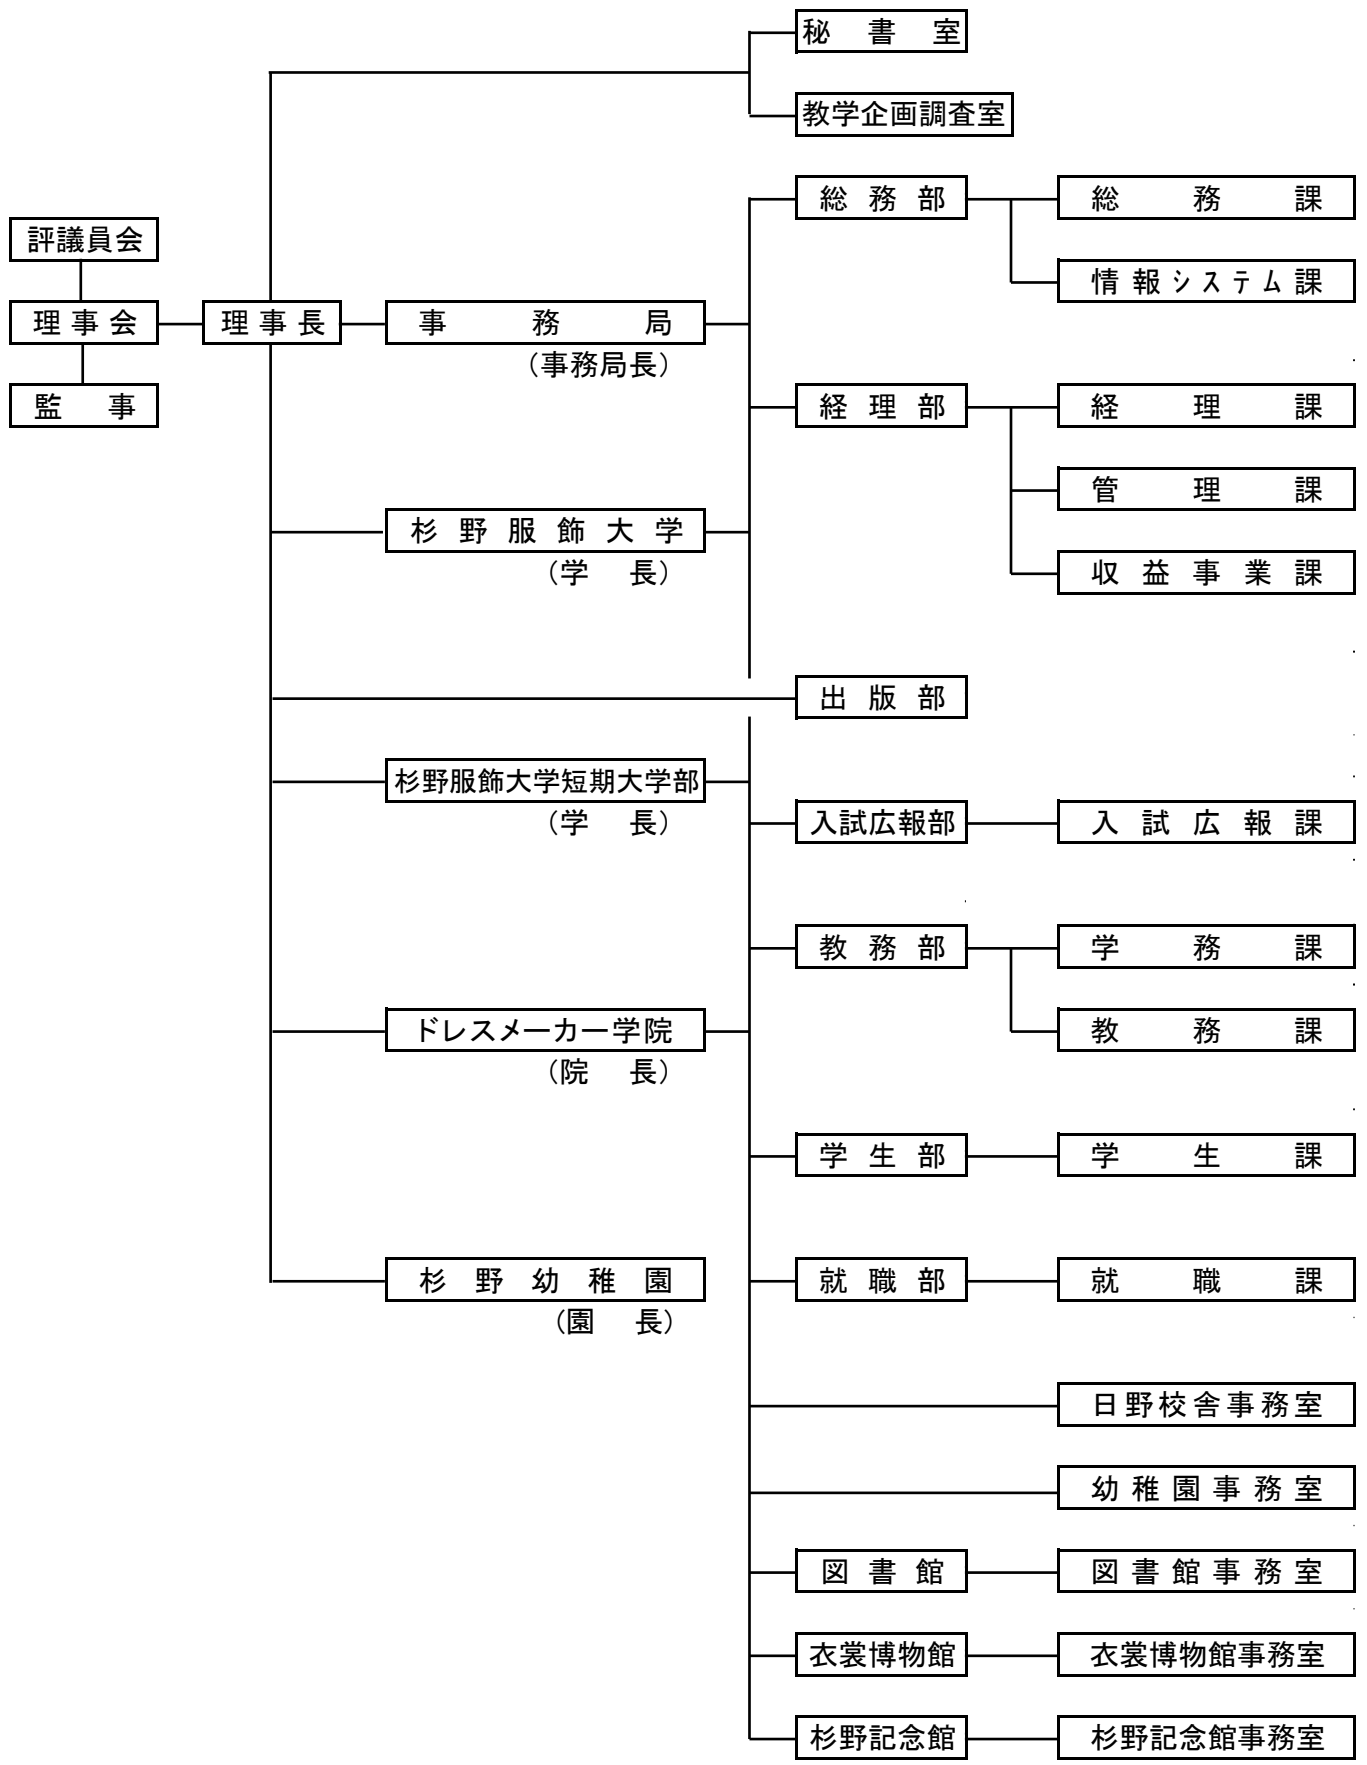 秘書室
教学企画調査室
総務部 総務課
評議員会
情報システム課
理事会 理事長 事務局
（事務局長）
監事 経理部 経理課
管理課
杉野服飾大学
（学長） 収益事業課
出版部
杉野服飾大学短期大学部
（学長） 入試広報部 入試広報課
教務部 学務課
ドレスメーカー学院 教務課
（院長）
学生部 学生課
杉野幼稚園 就職部 就職課
（園長）
日野校舎事務室
幼稚園事務室
図書館 図書館事務室
衣裳博物館 衣裳博物館事務室
杉野記念館 杉野記念館事務室